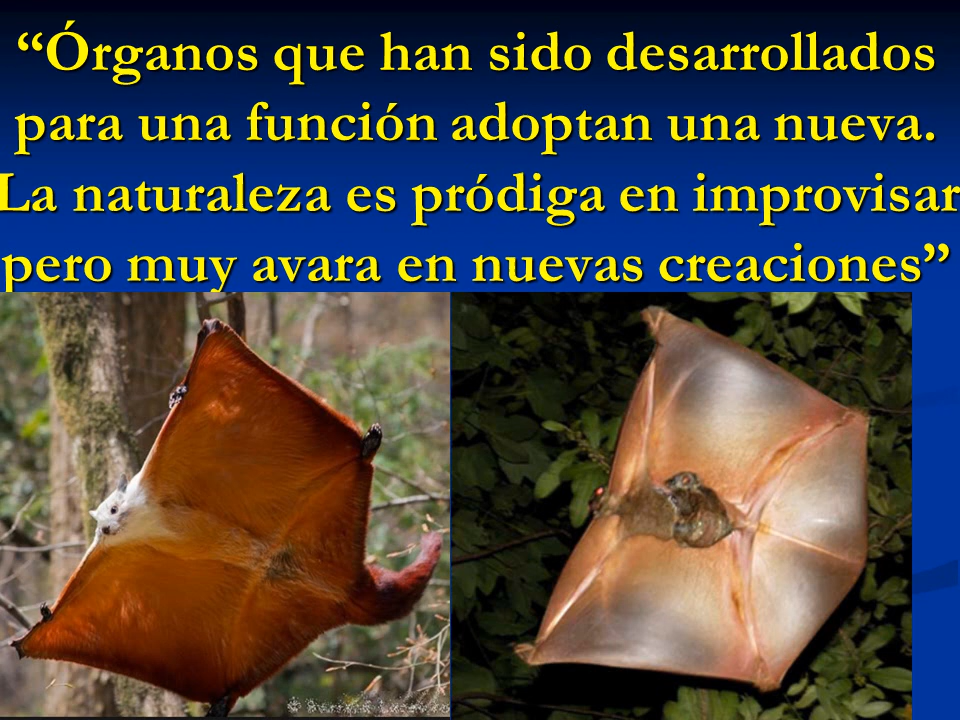 “Órganos que han sido desarrollados
para una función adoptan una nueva.
La naturaleza es pródiga en improvisar
pero muy avara en nuevas creaciones”